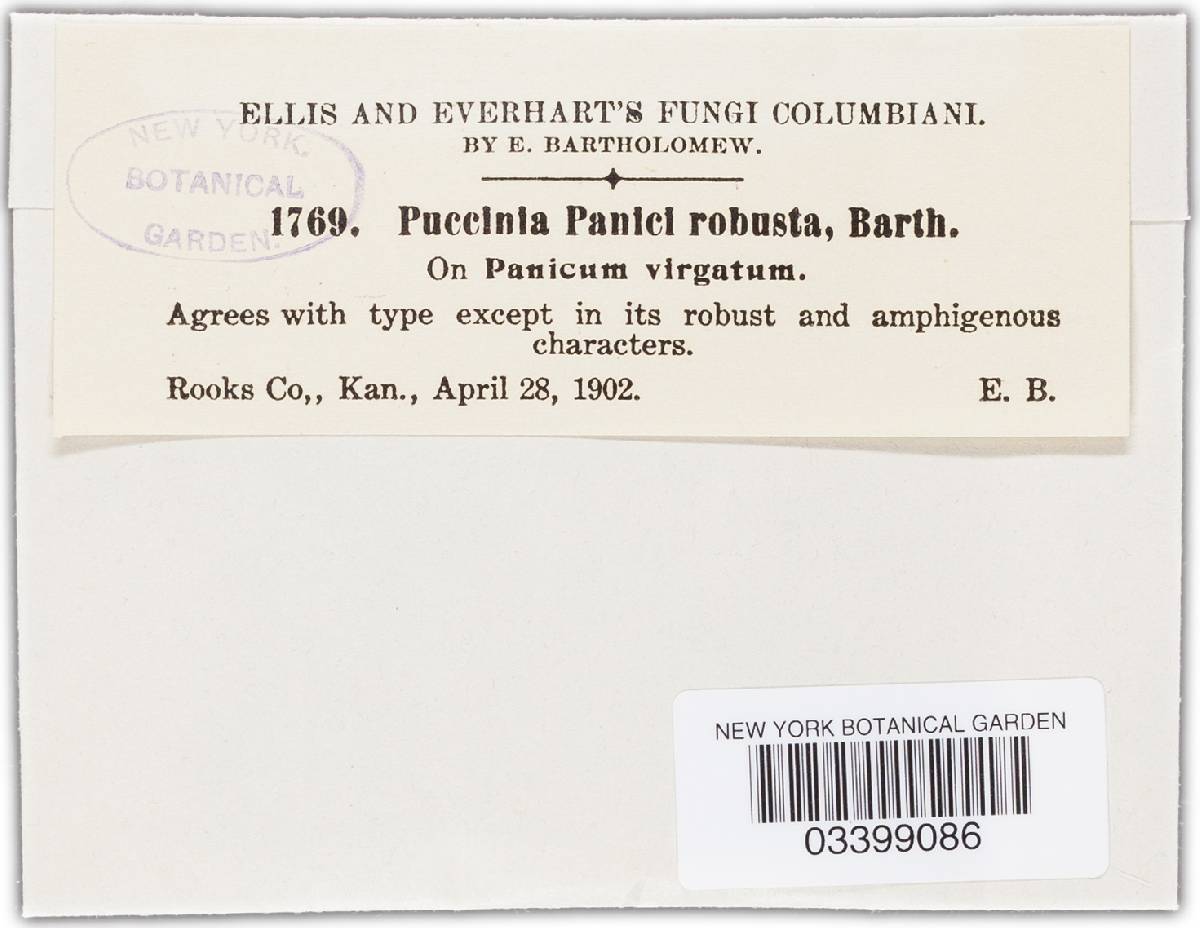 ELLIS AND EVERHART'S FUNGI COLUMBIANI.
BY E. BARTHOLOMEW.
NEW YORK.
BOTANICAL
GARDEN.
1769. Puccinia Panici robusta, Barth.
On Panicum virgatum.
Agrees with type except in its robust and amphigenous
characters.
Rooks Co,, Kan., April 28, 1902. E. B.
NEW YORK BOTANICAL GARDEN
03399086